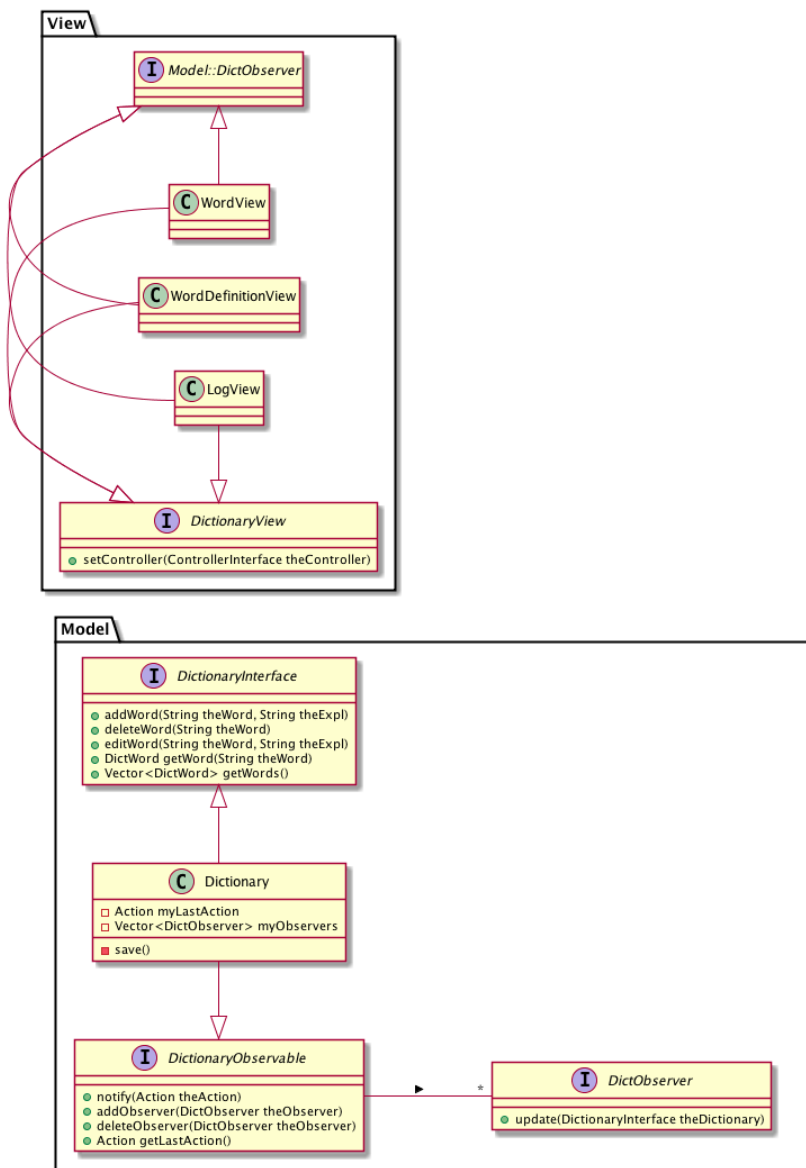 View
I Model::DictObserver
C WordView
C WordDefinitionView
C LogView
I DictionaryView
setController(ControllerInterface theController)
Model
I DictionaryInterface
addWord(String theWord, String theExpl)
deleteWord(String theWord)
editWord(String theWord, String theExpl)
DictWord getWord(String theWord)
Vector<DictWord> getWords()
C Dictionary
Action myLastAction
Vector<DictObserver> myObservers
save()
I DictionaryObservable
notify(Action theAction)
addObserver(DictObserver theObserver)
deleteObserver(DictObserver theObserver)
Action getLastAction()
*
I DictObserver
update(DictionaryInterface theDictionary)